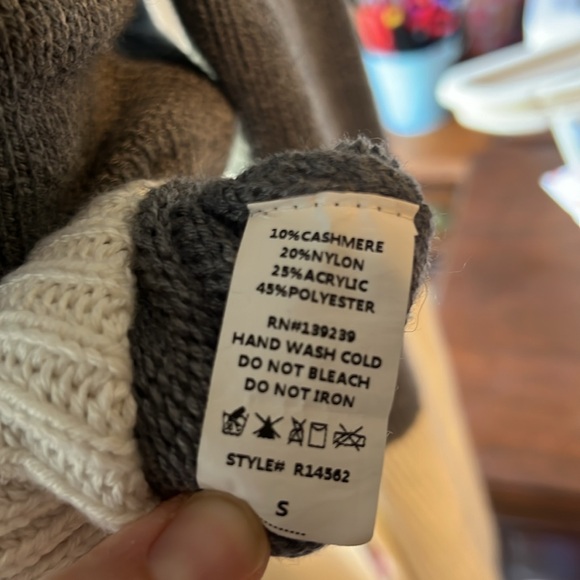 10%CASHMERE
20%NYLON
25%ACRYLIC
45%POLYESTER
RN#139239
HAND WASH COLD
DO NOT BLEACH
DO NOT IRON
STYLE# R14562
S